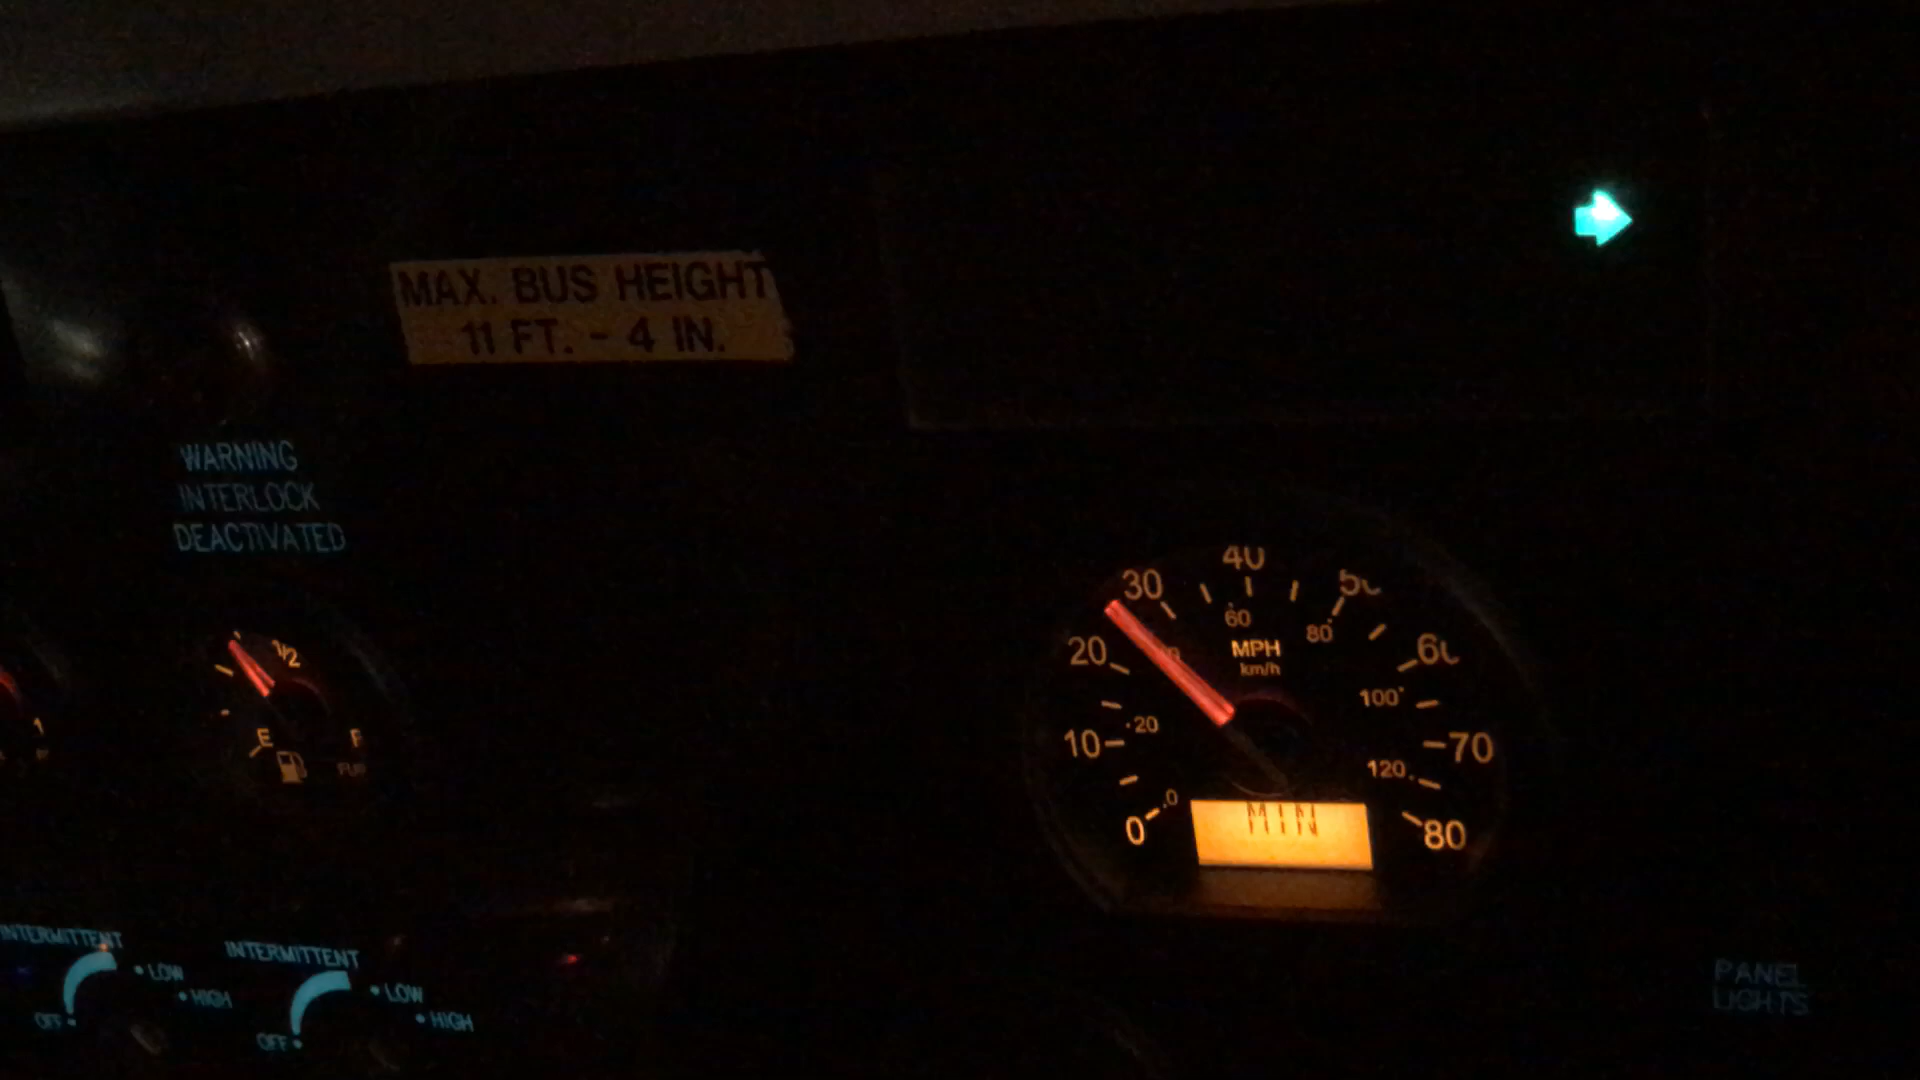 MAX. BUS HEIGHT
11 FT. - 4 IN.
WARNING
INTERLOCK
DEACTIVATED
1/2
E
F
0
10
20
30
40
50
60
70
80
0
20
60
80
100
120
MPH
km/h
MIN
INTERMITTENT
LOW
HIGH
OFF
INTERMITTENT
LOW
HIGH
OFF
PANEL
LIGHTS